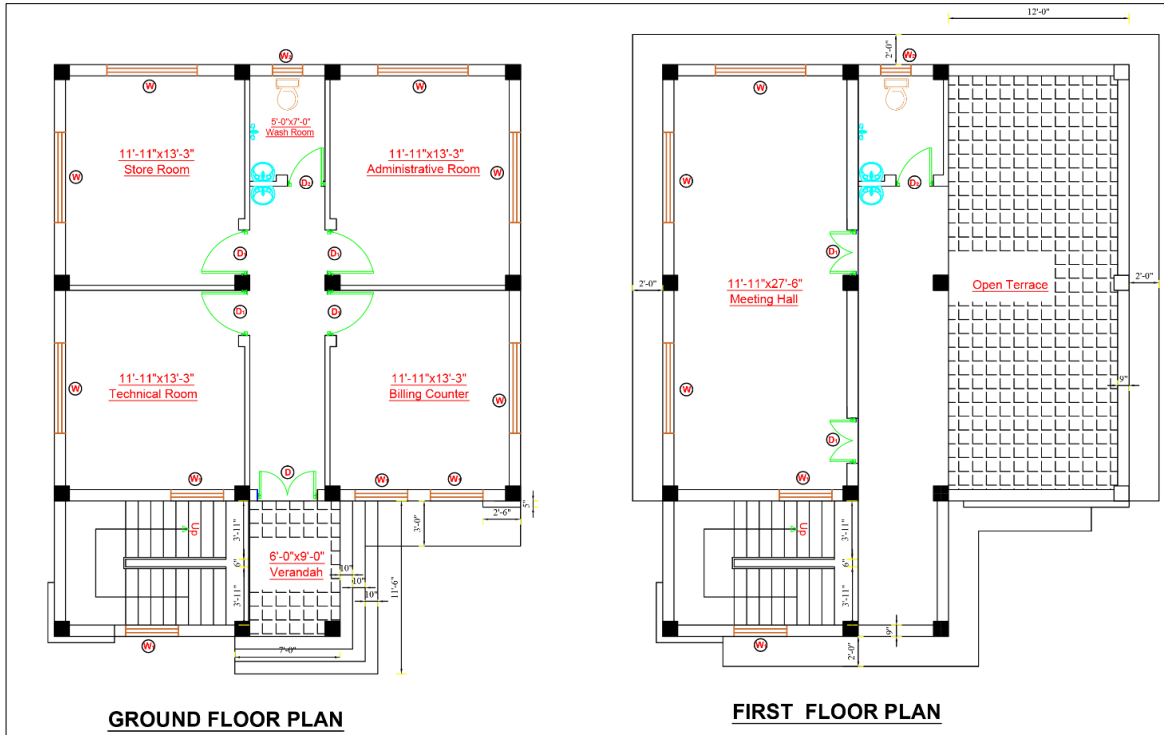 12'-0"
2'-0"
W₂
W₂
W
W
W
5'-0"x7'-0"
Wash Room
11'-11"x13'-3"
Store Room
11'-11"x13'-3"
Administrative Room
W
W
W
D₂
D₂
D₁
D₁
D₁
2'-0"
11'-11"x27'-6"
Meeting Hall
Open Terrace
2'-0"
D₁
D₁
11'-11"x13'-3"
Technical Room
11'-11"x13'-3"
Billing Counter
W
W
W
9"
D₁
D
W₁
W₁
W₁
W₁
2'-6"
5"
3'-0"
Up
3'-11"
6"
3'-11"
6'-0"x9'-0"
Verandah
10"
10"
10"
11'-6"
7'-0"
W₁
Up
3'-11"
6"
3'-11"
9"
2'-0"
W₁
GROUND FLOOR PLAN
FIRST FLOOR PLAN